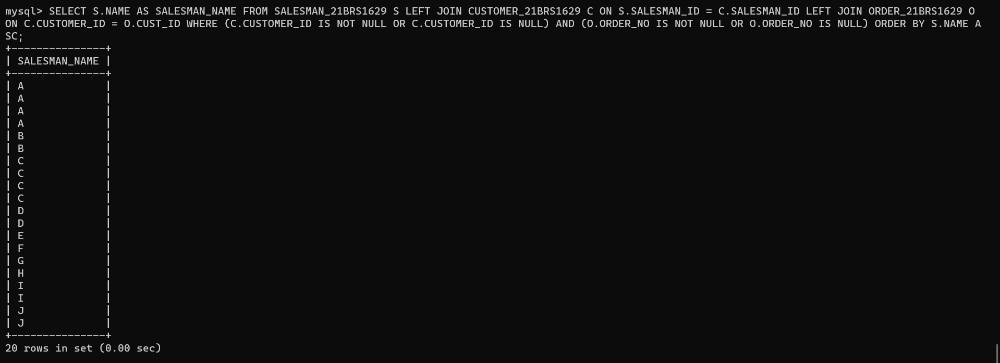 mysql> SELECT S.NAME AS SALESMAN_NAME FROM SALESMAN_21BRS1629 S LEFT JOIN CUSTOMER_21BRS1629 C ON S.SALESMAN_ID = C.SALESMAN_ID LEFT JOIN ORDER_21BRS1629 O
ON C.CUSTOMER_ID = O.CUST_ID WHERE (C.CUSTOMER_ID IS NOT NULL OR C.CUSTOMER_ID IS NULL) AND (O.ORDER_NO IS NOT NULL OR O.ORDER_NO IS NULL) ORDER BY S.NAME A
SC;
+---------------+
| SALESMAN_NAME |
+---------------+
| A             |
| A             |
| A             |
| A             |
| B             |
| B             |
| C             |
| C             |
| C             |
| C             |
| D             |
| D             |
| E             |
| F             |
| G             |
| H             |
| I             |
| I             |
| J             |
| J             |
+---------------+
20 rows in set (0.00 sec)